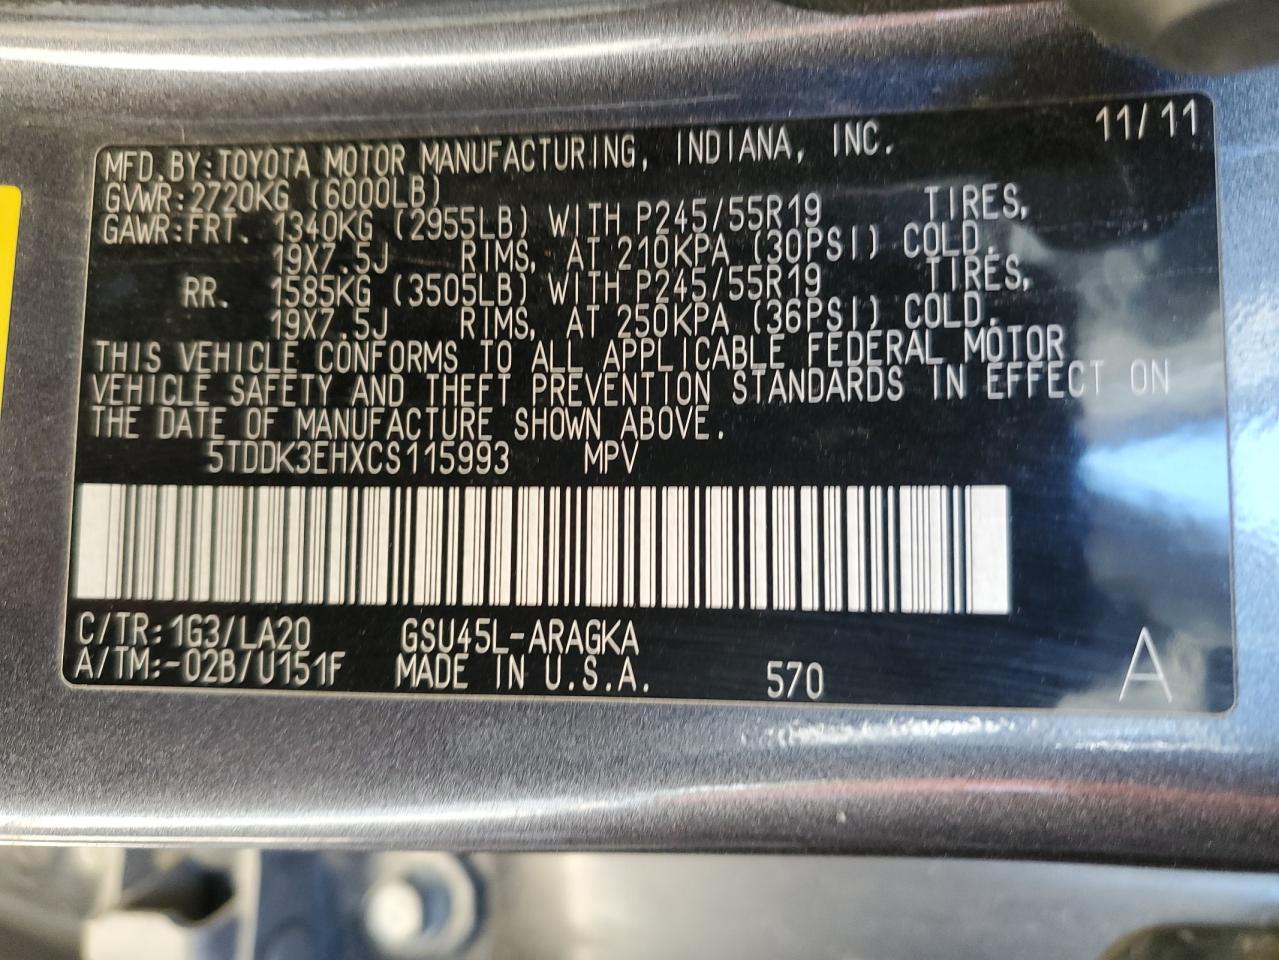 11/11
MFD.BY:TOYOTA MOTOR MANUFACTURING, INDIANA, INC.
GVWR:2720KG (6000LB)
GAWR:FRT. 1340KG (2955LB) WITH P245/55R19 TIRES,
19X7.5J RIMS, AT 210KPA (30PSI) COLD.
RR. 1585KG (3505LB) WITH P245/55R19 TIRES,
19X7.5J RIMS, AT 250KPA (36PSI) COLD.
THIS VEHICLE CONFORMS TO ALL APPLICABLE FEDERAL MOTOR
VEHICLE SAFETY AND THEFT PREVENTION STANDARDS IN EFFECT ON
THE DATE OF MANUFACTURE SHOWN ABOVE.
5TDDK3EHXCS115993 MPV
C/TR:1G3/LA20 GSU45L-ARAGKA
A/TM:-02B/U151F MADE IN U.S.A. 570 A